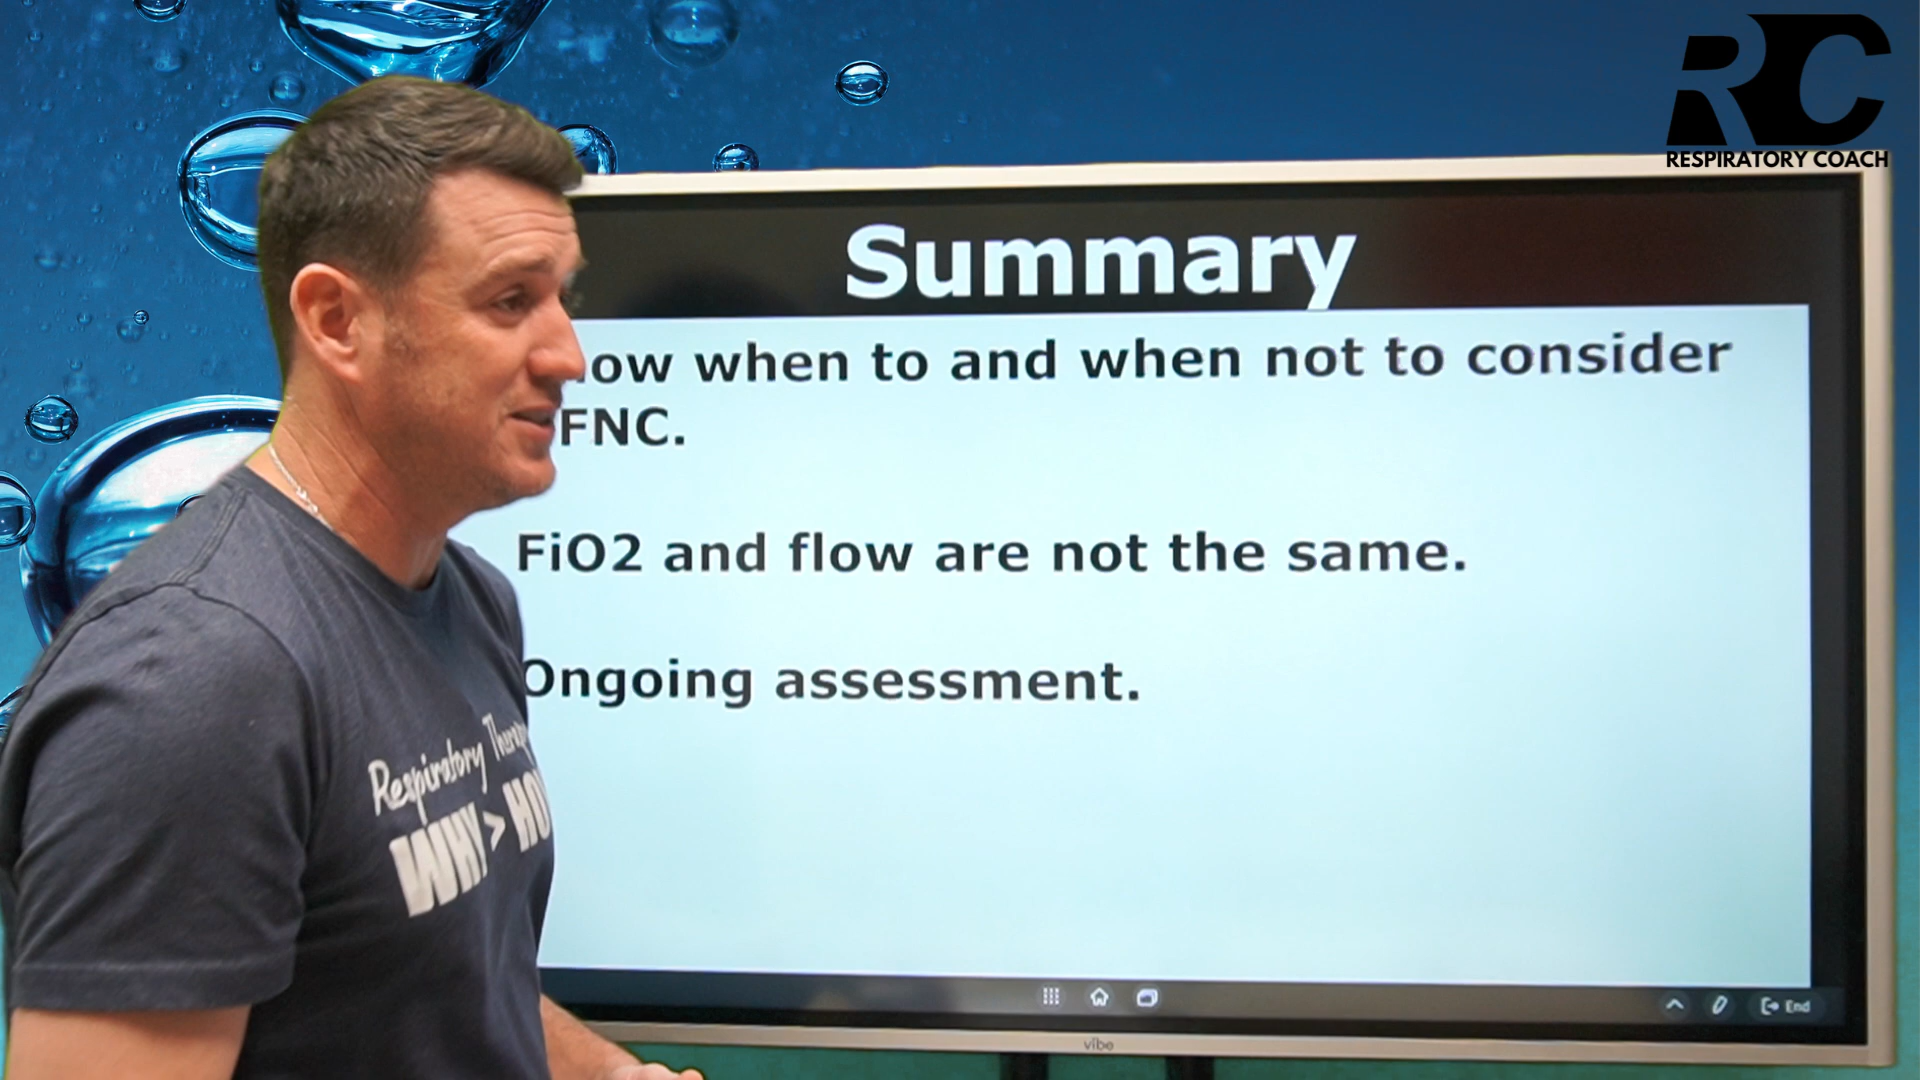 RC
RESPIRATORY COACH
Summary
when to and when not to consider
FNC.
FiO2 and flow are not the same.
Ongoing assessment.
Respiratory
WHY >
End
vibe